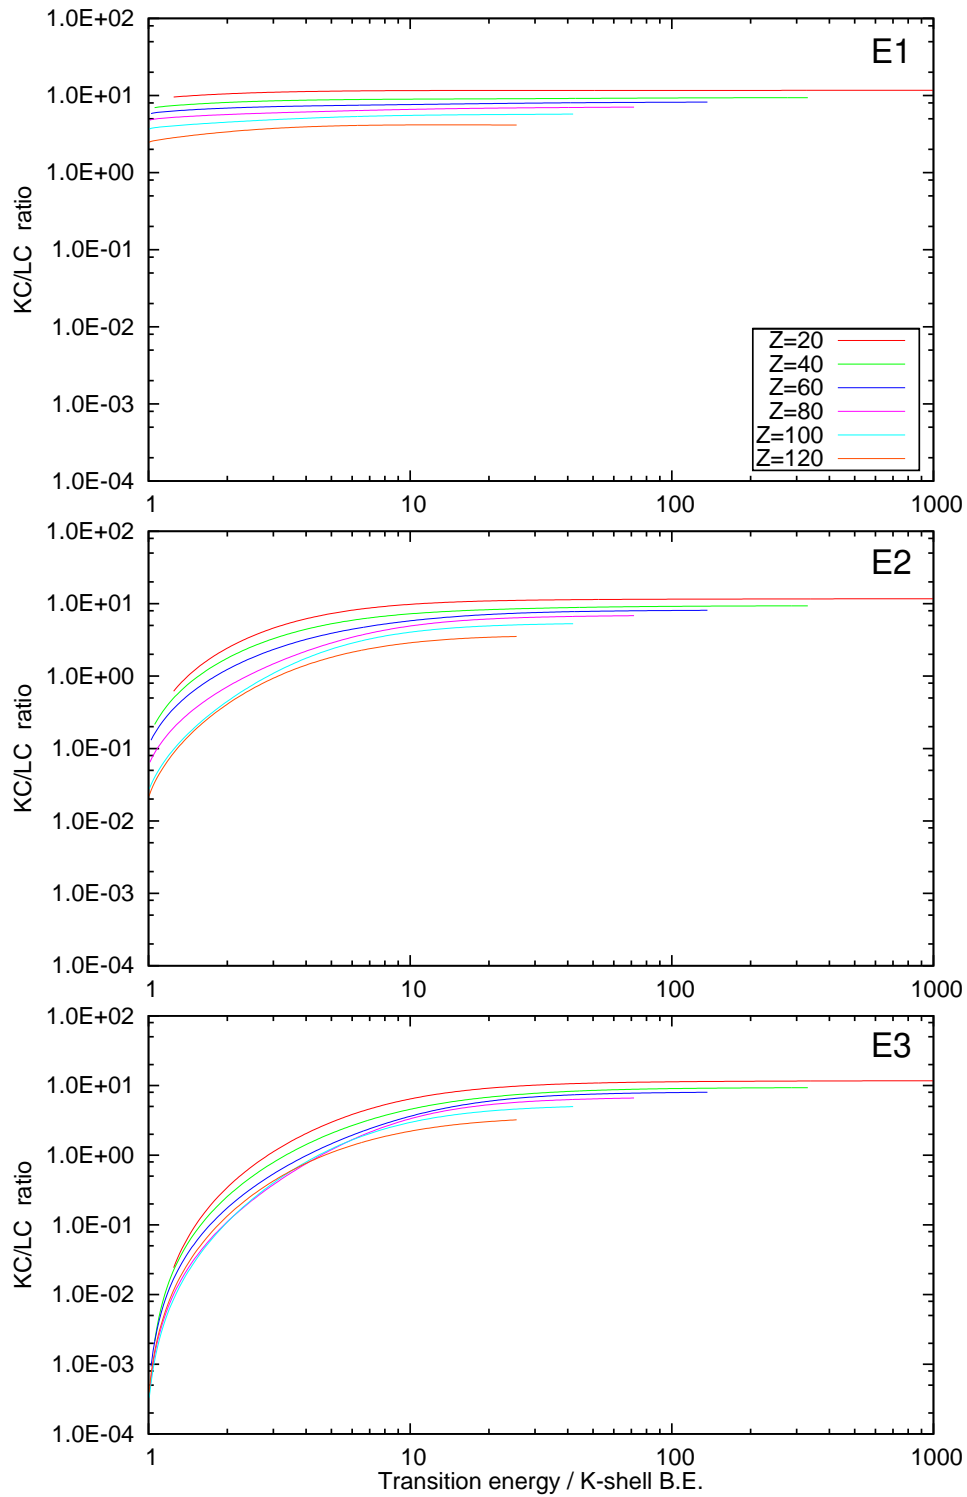 1.0E+02
E1
1.0E+01
1.0E+00
KC/LC ratio
1.0E-01
1.0E-02
1.0E-03
1.0E-04
Z=20
Z=40
Z=60
Z=80
Z=100
Z=120
1 10 100 1000
1.0E+02
E2
1.0E+01
1.0E+00
KC/LC ratio
1.0E-01
1.0E-02
1.0E-03
1.0E-04
1 10 100 1000
1.0E+02
E3
1.0E+01
1.0E+00
KC/LC ratio
1.0E-01
1.0E-02
1.0E-03
1.0E-04
1 10 100 1000
Transition energy / K-shell B.E.